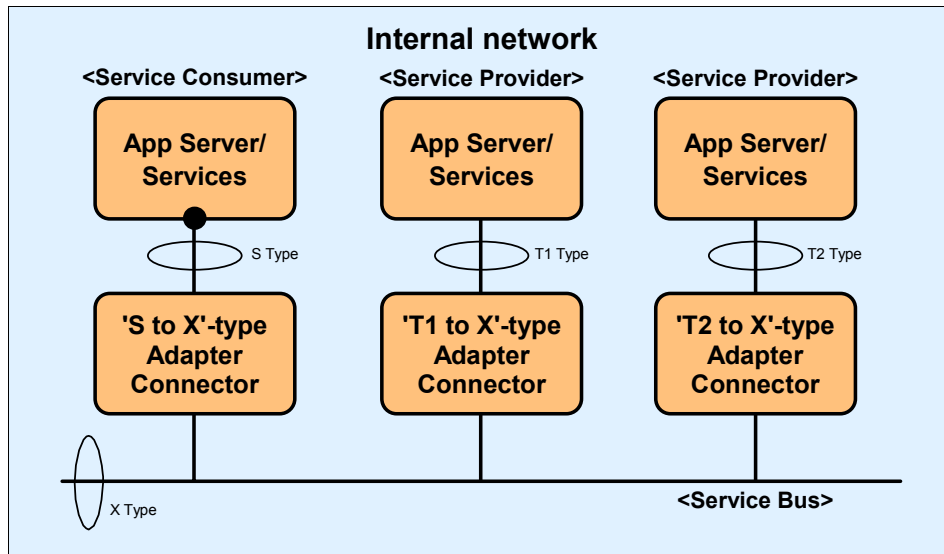 Internal network
<Service Consumer>
<Service Provider>
<Service Provider>
App Server/
Services
App Server/
Services
App Server/
Services
S Type
T1 Type
T2 Type
'S to X'-type
Adapter
Connector
'T1 to X'-type
Adapter
Connector
'T2 to X'-type
Adapter
Connector
<Service Bus>
X Type